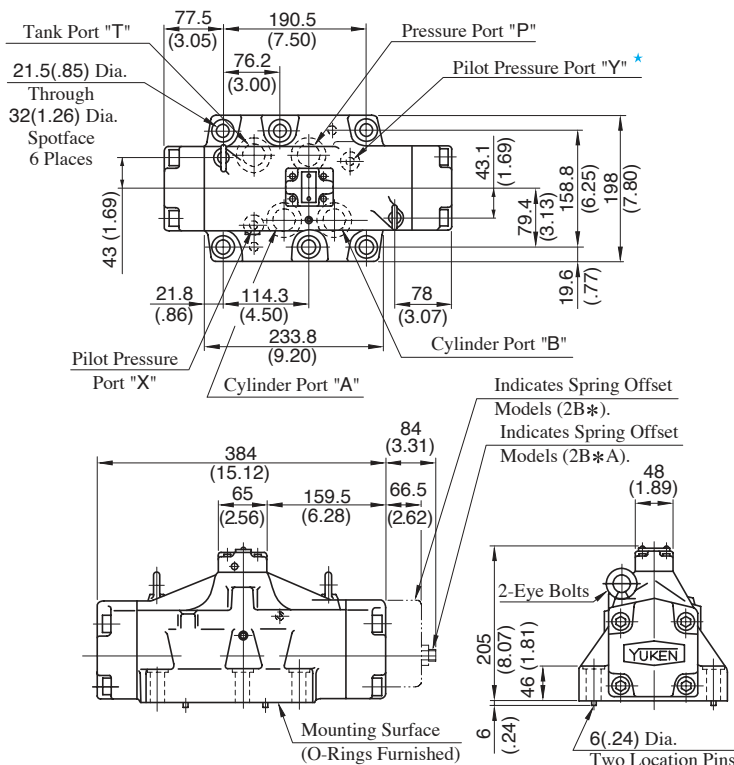 77.5
(3.05)
190.5
(7.50)
Tank Port "T"
Pressure Port "P"
76.2
(3.00)
Pilot Pressure Port "Y" ★
21.5(.85) Dia.
Through
32(1.26) Dia.
Spotface
6 Places
43 (1.69)
43.1
(1.69)
79.4
(3.13)
158.8
(6.25)
198
(7.80)
19.6
(.77)
21.8
(.86)
114.3
(4.50)
78
(3.07)
233.8
(9.20)
Pilot Pressure
Port "X"
Cylinder Port "A"
Cylinder Port "B"
Indicates Spring Offset
Models (2B✻).
Indicates Spring Offset
Models (2B✻A).
84
(3.31)
384
(15.12)
65
(2.56)
159.5
(6.28)
66.5
(2.62)
48
(1.89)
2-Eye Bolts
YUKEN
205
(8.07)
46 (1.81)
6
(.24)
Mounting Surface
(O-Rings Furnished)
6(.24) Dia.
Two Location Pins